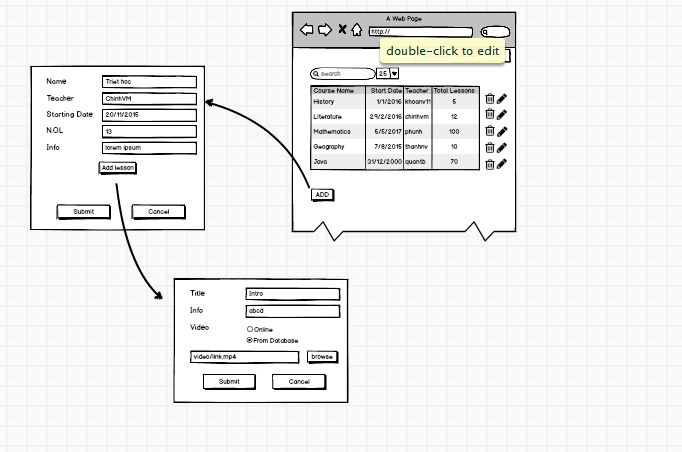 A Web Page
http://
double-click to edit
search
25
Course Name Start Date Teacher Total Lessons
History 1/1/2016 khoanv11 5
Literature 29/2/2016 chinhvm 12
Mathematics 5/5/2017 phunh 100
Geography 7/8/2015 thanhnv 10
Java 31/12/2000 quantb 70
ADD
Name Triet hoc
Teacher ChinhVM
Starting Date 20/11/2015
N.O.L 13
Info lorem ipsum
Add lesson
Submit Cancel
Title Intro
Info abcd
Video Online
From Database
video/link.mp4 browse
Submit Cancel